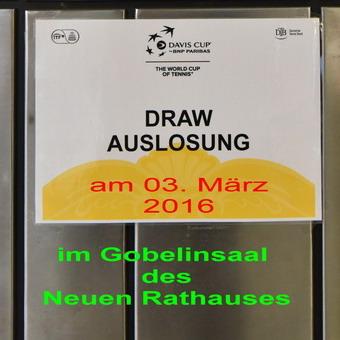 DAVIS CUP
by BNP PARIBAS
THE WORLD CUP
OF TENNIS®
DRAW
AUSLOSUNG
am 03. März
2016
im Gobelinsaal
des
Neuen Rathauses